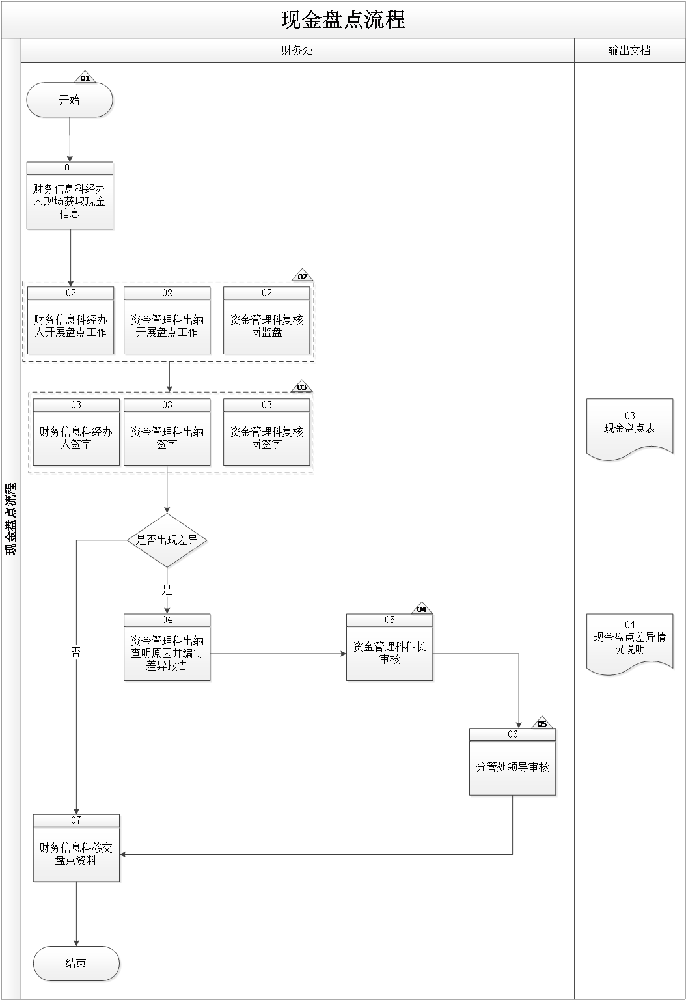 现金盘点流程
财务处
输出文档
现金盘点流程
01
开始
01
财务信息科经办
人现场获取现金
信息
02
02
财务信息科经办
人开展盘点工作
02
资金管理科出纳
开展盘点工作
02
资金管理科复核
岗监盘
03
03
财务信息科经办
人签字
03
资金管理科出纳
签字
03
资金管理科复核
岗签字
03
现金盘点表
是否出现差异
是
否
04
资金管理科出纳
查明原因并编制
差异报告
04
05
资金管理科科长
审核
04
现金盘点差异情
况说明
05
06
分管处领导审核
07
财务信息科移交
盘点资料
结束